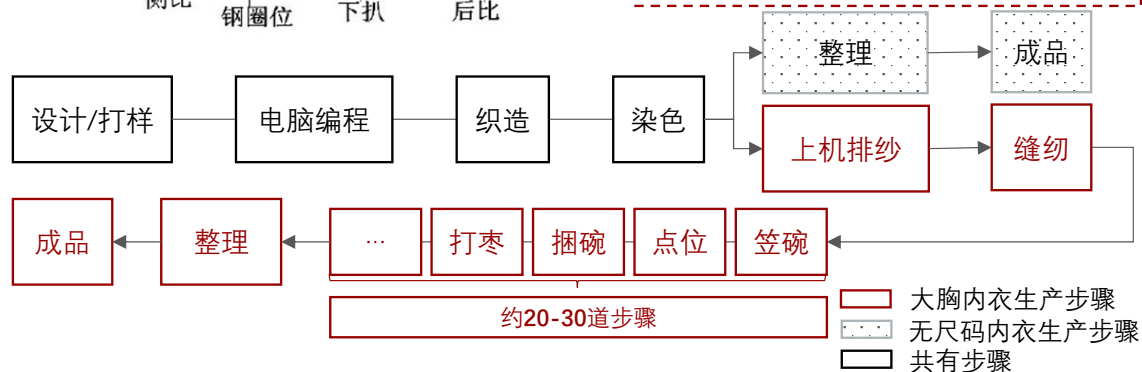 侧比
钢圈位
下扒
后比
设计/打样
电脑编程
织造
染色
整理
成品
上机排纱
缝纫
成品
整理
...
打枣
捆碗
点位
签碗
约20-30道步骤
大胸内衣生产步骤
无尺码内衣生产步骤
共有步骤